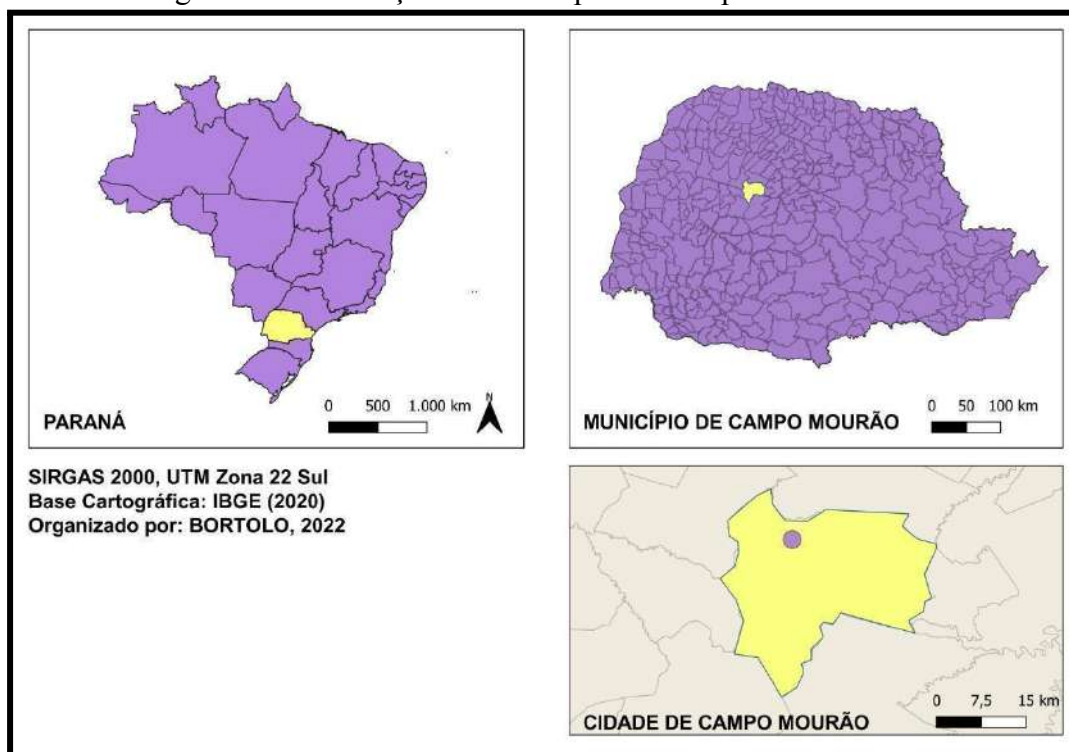 PARANÁ
0 500 1.000 km
N
MUNICÍPIO DE CAMPO MOURÃO
0 50 100 km
SIRGAS 2000, UTM Zona 22 Sul
Base Cartográfica: IBGE (2020)
Organizado por: BORTOLO, 2022
CIDADE DE CAMPO MOURÃO
0 7,5 15 km